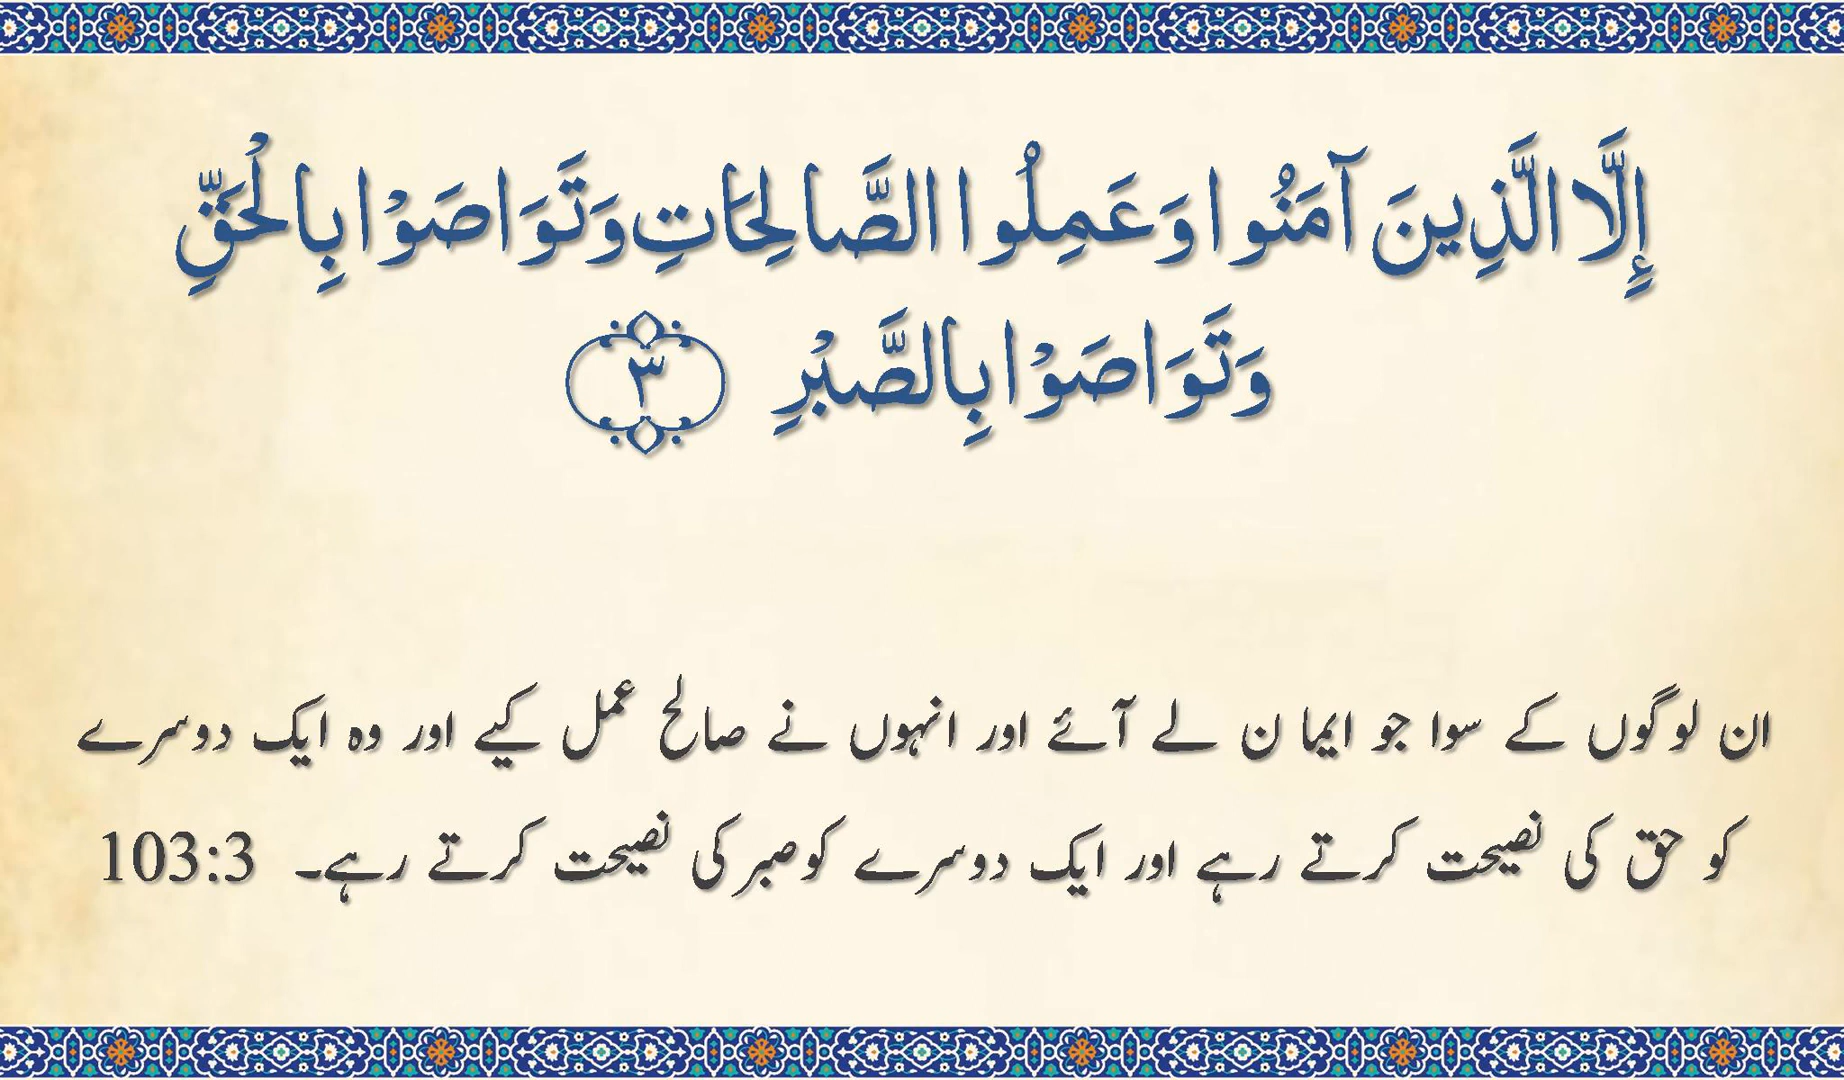 إِلَّا الَّذِينَ آمَنُوا وَعَمِلُوا الصَّالِحَاتِ وَتَوَاصَوْا بِالْحَقِّ
وَتَوَاصَوْا بِالصَّبْرِ ٣
ان لوگوں کے سوا جو ایما ن لے آئے اور انہوں نے صالح عمل کیے اور وہ ایک دوسرے
کو حق کی نصیحت کرتے رہے اور ایک دوسرے کو صبر کی نصیحت کرتے رہے۔ 103:3